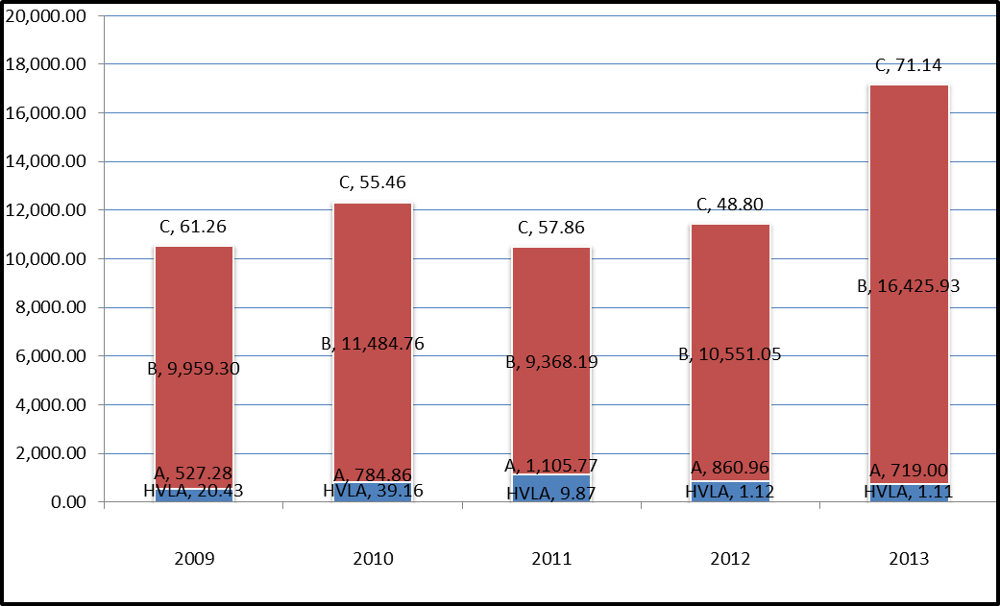 20,000.00
18,000.00
16,000.00
14,000.00
12,000.00
10,000.00
8,000.00
6,000.00
4,000.00
2,000.00
0.00
C, 61.26
B, 9,959.30
A, 527.28
HVLA, 20.43
C, 55.46
B, 11,484.76
A, 784.86
HVLA, 39.16
C, 57.86
B, 9,368.19
A, 1,105.77
HVLA, 9.87
C, 48.80
B, 10,551.05
A, 860.96
HVLA, 1.12
C, 71.14
B, 16,425.93
A, 719.00
HVLA, 1.11
2009
2010
2011
2012
2013